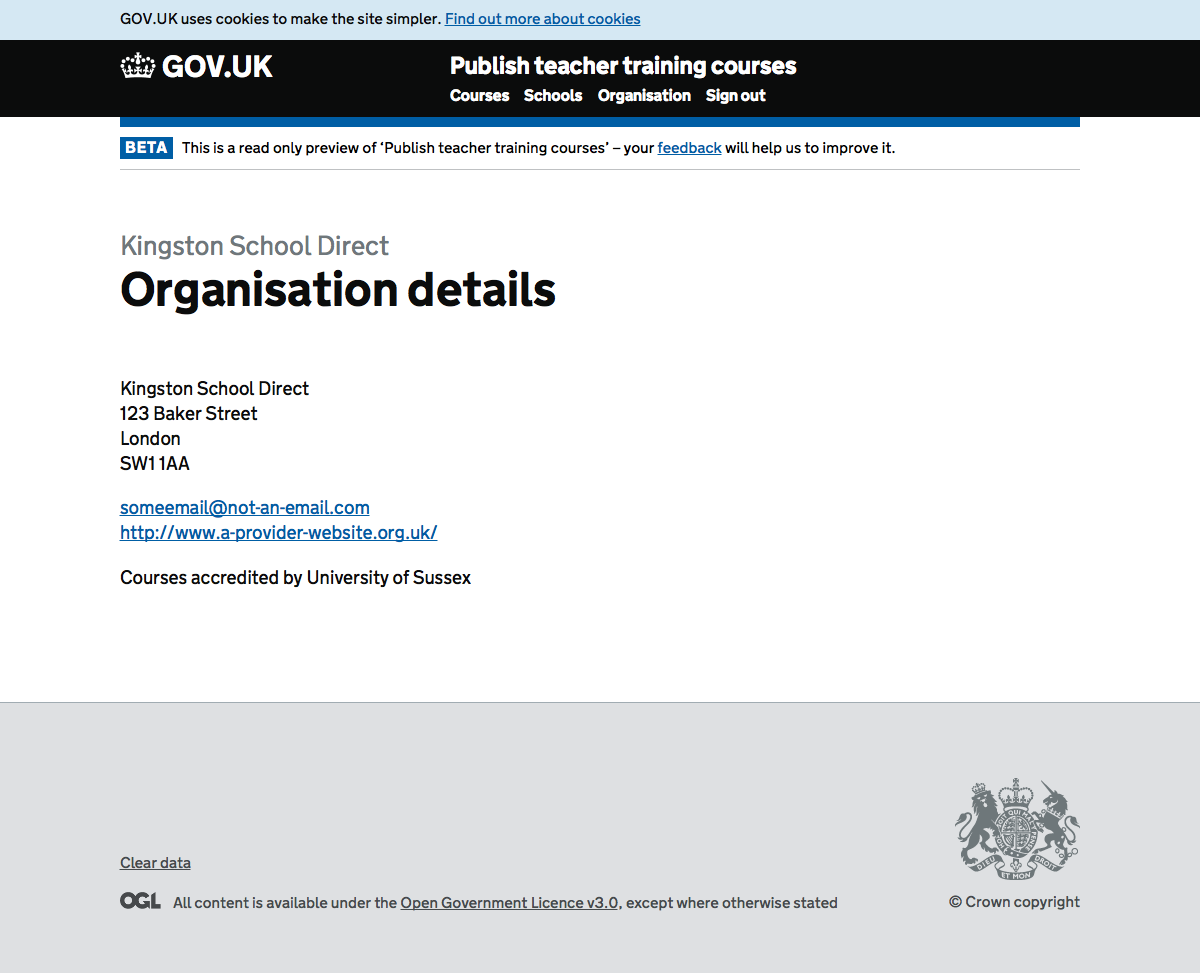 GOV.UK uses cookies to make the site simpler. Find out more about cookies
GOV.UK
Publish teacher training courses
Courses Schools Organisation Sign out
BETA This is a read only preview of ‘Publish teacher training courses’ – your feedback will help us to improve it.
Kingston School Direct
Organisation details
Kingston School Direct
123 Baker Street
London
SW1 1AA
someemail@not-an-email.com
http://www.a-provider-website.org.uk/
Courses accredited by University of Sussex
Clear data
DIEU ET MON DROIT
OGL All content is available under the Open Government Licence v3.0, except where otherwise stated
© Crown copyright